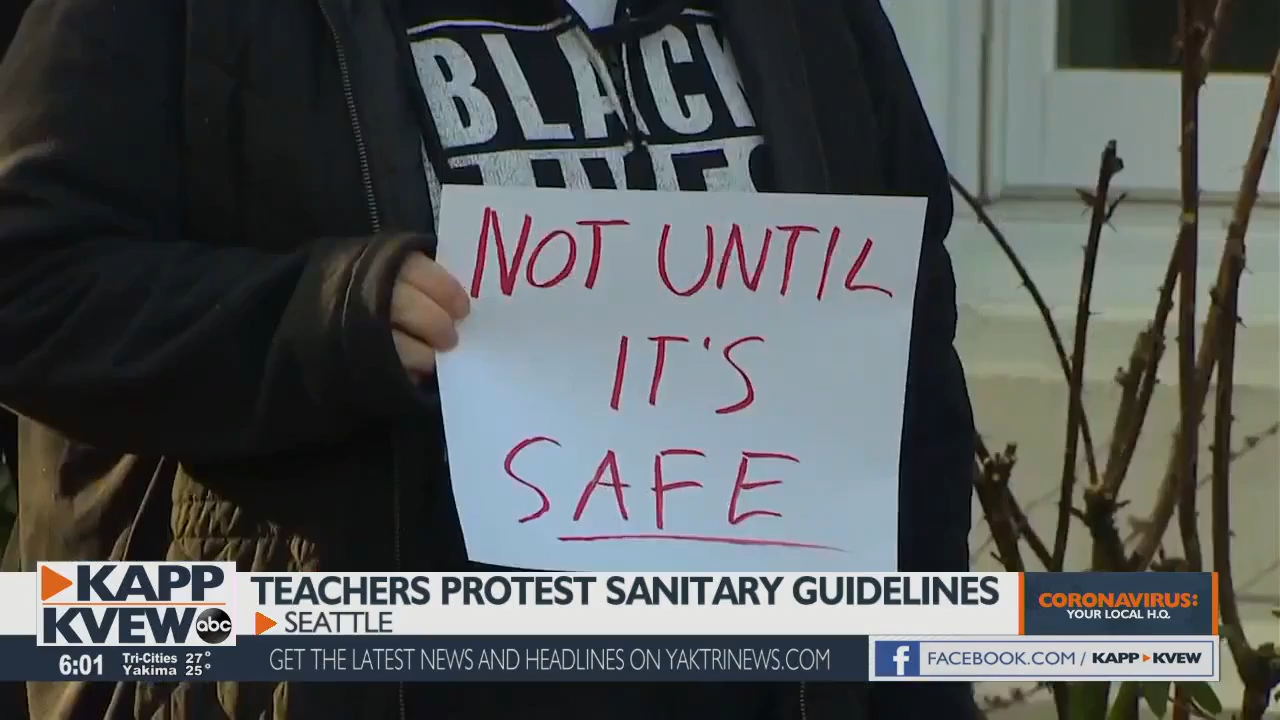 BLACK
LIVES
NOT UNTIL
IT'S
SAFE
KAPP
KVEW abc
TEACHERS PROTEST SANITARY GUIDELINES
SEATTLE
CORONAVIRUS:
YOUR LOCAL H.Q.
6:01
Tri-Cities 27°
Yakima 25°
GET THE LATEST NEWS AND HEADLINES ON YAKTRINEWS.COM
FACEBOOK.COM / KAPP KVEW